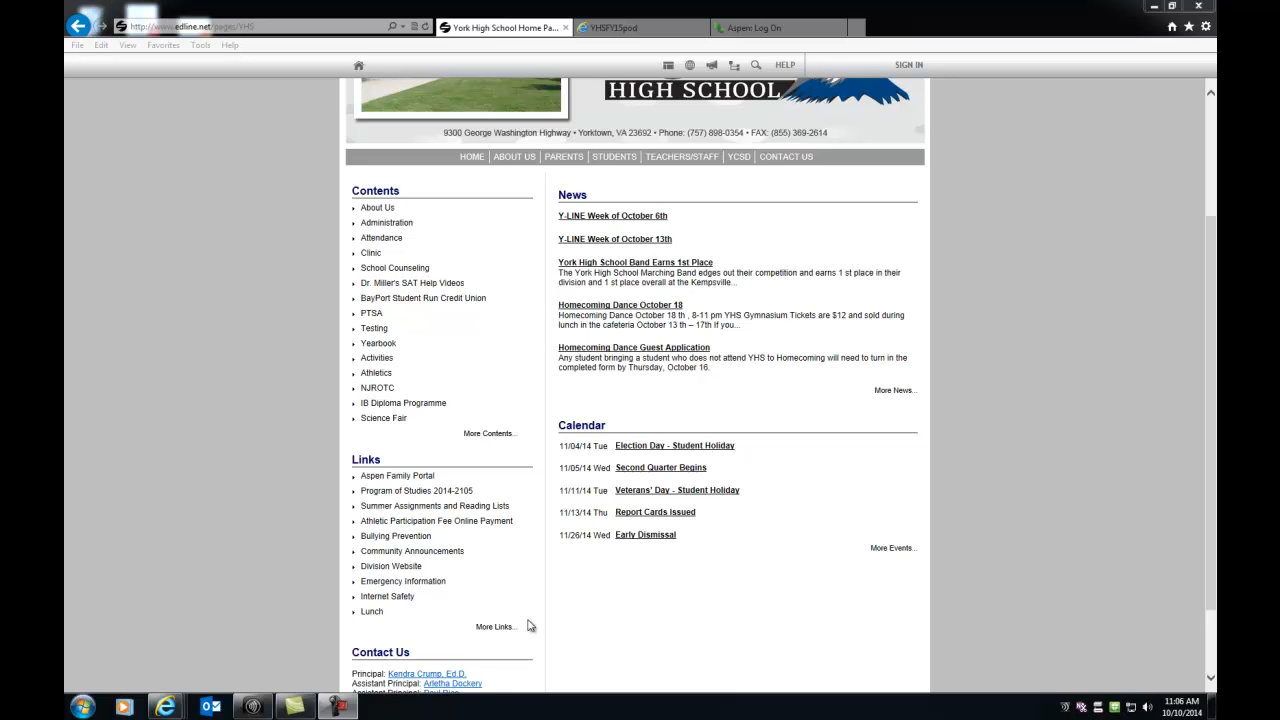 http://www.edline.net/pages/YHS
York High School Home Pa...
YHSFY15pod
Aspen: Log On
File Edit View Favorites Tools Help
HELP
SIGN IN
HIGH SCHOOL
9300 George Washington Highway • Yorktown, VA 23692 • Phone: (757) 898-0354 • FAX: (855) 369-2614
HOME ABOUT US PARENTS STUDENTS TEACHERS/STAFF YCSD CONTACT US
Contents
About Us
Administration
Attendance
Clinic
School Counseling
Dr. Miller's SAT Help Videos
BayPort Student Run Credit Union
PTSA
Testing
Yearbook
Activities
Athletics
NJROTC
IB Diploma Programme
Science Fair
More Contents...
Links
Aspen Family Portal
Program of Studies 2014-2105
Summer Assignments and Reading Lists
Athletic Participation Fee Online Payment
Bullying Prevention
Community Announcements
Division Website
Emergency Information
Internet Safety
Lunch
More Links...
Contact Us
Principal: Kendra Crump, Ed.D.
Assistant Principal: Arletha Dockery
Assistant Principal: Paul Rice
News
Y-LINE Week of October 6th
Y-LINE Week of October 13th
York High School Band Earns 1st Place
The York High School Marching Band edges out their competition and earns 1 st place in their
division and 1 st place overall at the Kempsville...
Homecoming Dance October 18
Homecoming Dance October 18 th , 8-11 pm YHS Gymnasium Tickets are $12 and sold during
lunch in the cafeteria October 13 th – 17th If you...
Homecoming Dance Guest Application
Any student bringing a student who does not attend YHS to Homecoming will need to turn in the
completed form by Thursday, October 16.
More News...
Calendar
11/04/14 Tue Election Day - Student Holiday
11/05/14 Wed Second Quarter Begins
11/11/14 Tue Veterans' Day - Student Holiday
11/13/14 Thu Report Cards Issued
11/26/14 Wed Early Dismissal
More Events...
11:06 AM
10/10/2014